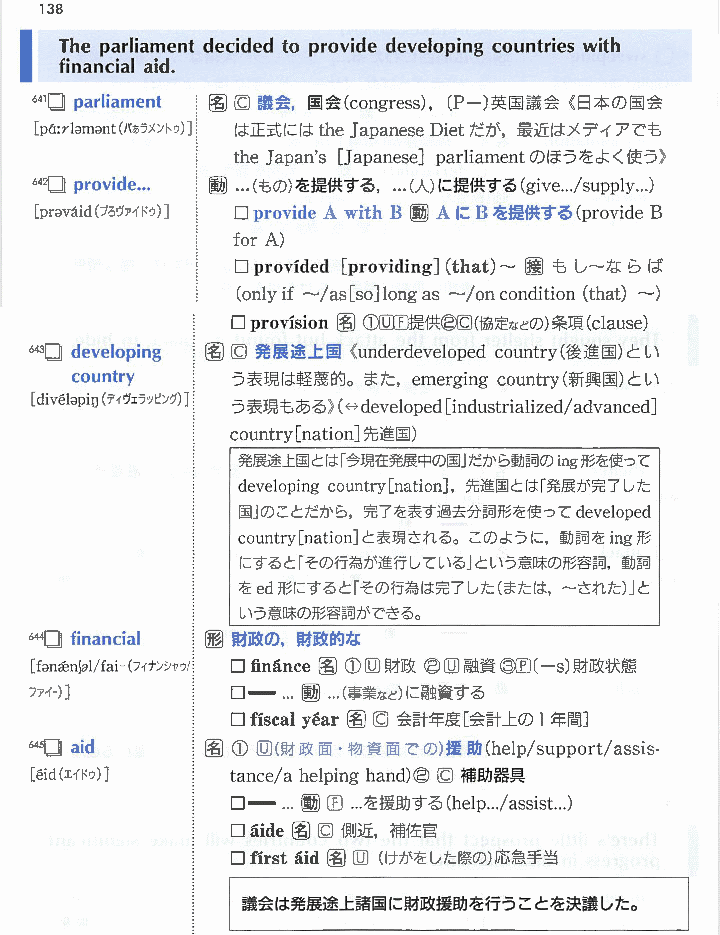 138
The parliament decided to provide developing countries with
financial aid.
641□ parliament
[pɑ́ːrləmənt(パぁラメントゥ)]
名 C 議会, 国会(congress), (P—)英国議会《日本の国会
は正式には the Japanese Diet だが, 最近はメディアでも
the Japan's [Japanese] parliament のほうをよく使う》
642□ provide...
[prəváid(プろヴァイドゥ)]
動 ...(もの)を提供する, ...(人)に提供する(give.../supply...)
□ provide A with B 動 A に B を提供する(provide B
for A)
□ provided [providing](that)～ 接 もし～ならば
(only if ～/as[so]long as ～/on condition (that) ～)
□ provísion 名 ①UF提供②C(協定などの)条項(clause)
643□ developing
country
[divéləpiŋ(ディヴェラッピング)]
名 C 発展途上国《underdeveloped country(後進国)とい
う表現は軽蔑的。また, emerging country(新興国)とい
う表現もある》(↔developed[industrialized/advanced]
country[nation]先進国)
発展途上国とは「今現在発展中の国」だから動詞の ing 形を使って
developing country[nation], 先進国とは「発展が完了した
国」のことだから, 完了を表す過去分詞形を使って developed
country[nation]と表現される。このように, 動詞を ing 形
にすると「その行為が進行している」という意味の形容詞, 動詞
を ed 形にすると「その行為は完了した(または, ～された)」と
いう意味の形容詞ができる。
644□ financial
[fənǽnʃəl/fai-(フィナンシャゥ/
ファイ-)]
形 財政の, 財政的な
□ finánce 名 ①U財政 ②U融資 ③F(—s)財政状態
□— ... 動 ...(事業など)に融資する
□ físcal yéar 名 C 会計年度[会計上の1年間]
645□ aid
[éid(エイドゥ)]
名 ① U(財政面・物資面での)援助(help/support/assis-
tance/a helping hand)② C 補助器具
□— ... 動 F ...を援助する(help.../assist...)
□ áide 名 C 側近, 補佐官
□ fírst áid 名 U (けがをした際の)応急手当
議会は発展途上諸国に財政援助を行うことを決議した。